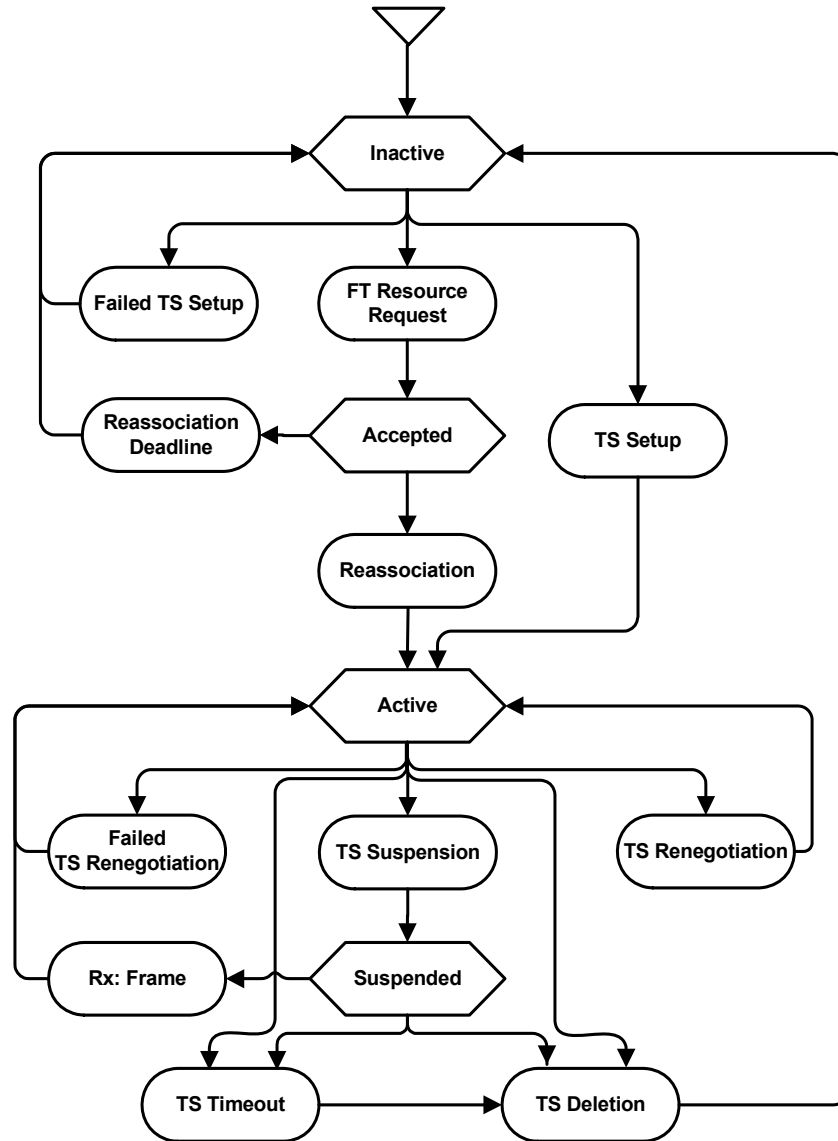 Inactive
Failed TS Setup
FT Resource
Request
Reassociation
Deadline
Accepted
TS Setup
Reassociation
Active
Failed
TS Renegotiation
TS Suspension
TS Renegotiation
Rx: Frame
Suspended
TS Timeout
TS Deletion